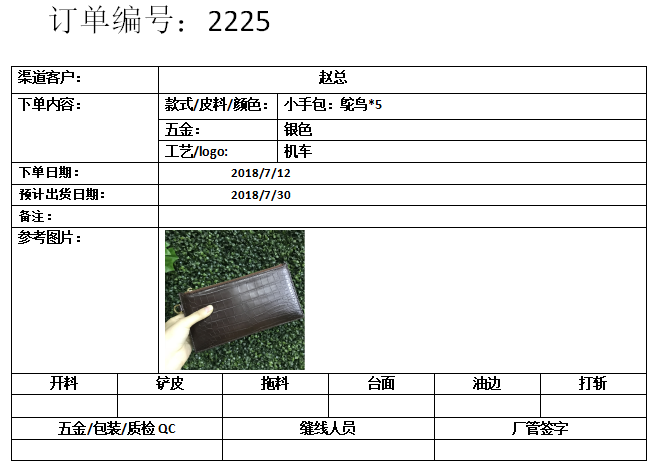 订单编号：2225
渠道客户： 赵总
下单内容： 款式/皮料/颜色： 小手包：鸵鸟*5
五金： 银色
工艺/logo: 机车
下单日期： 2018/7/12
预计出货日期： 2018/7/30
备注：
参考图片：
开料 铲皮 拖料 台面 油边 打斩
五金/包装/质检 QC 缝线人员 厂管签字